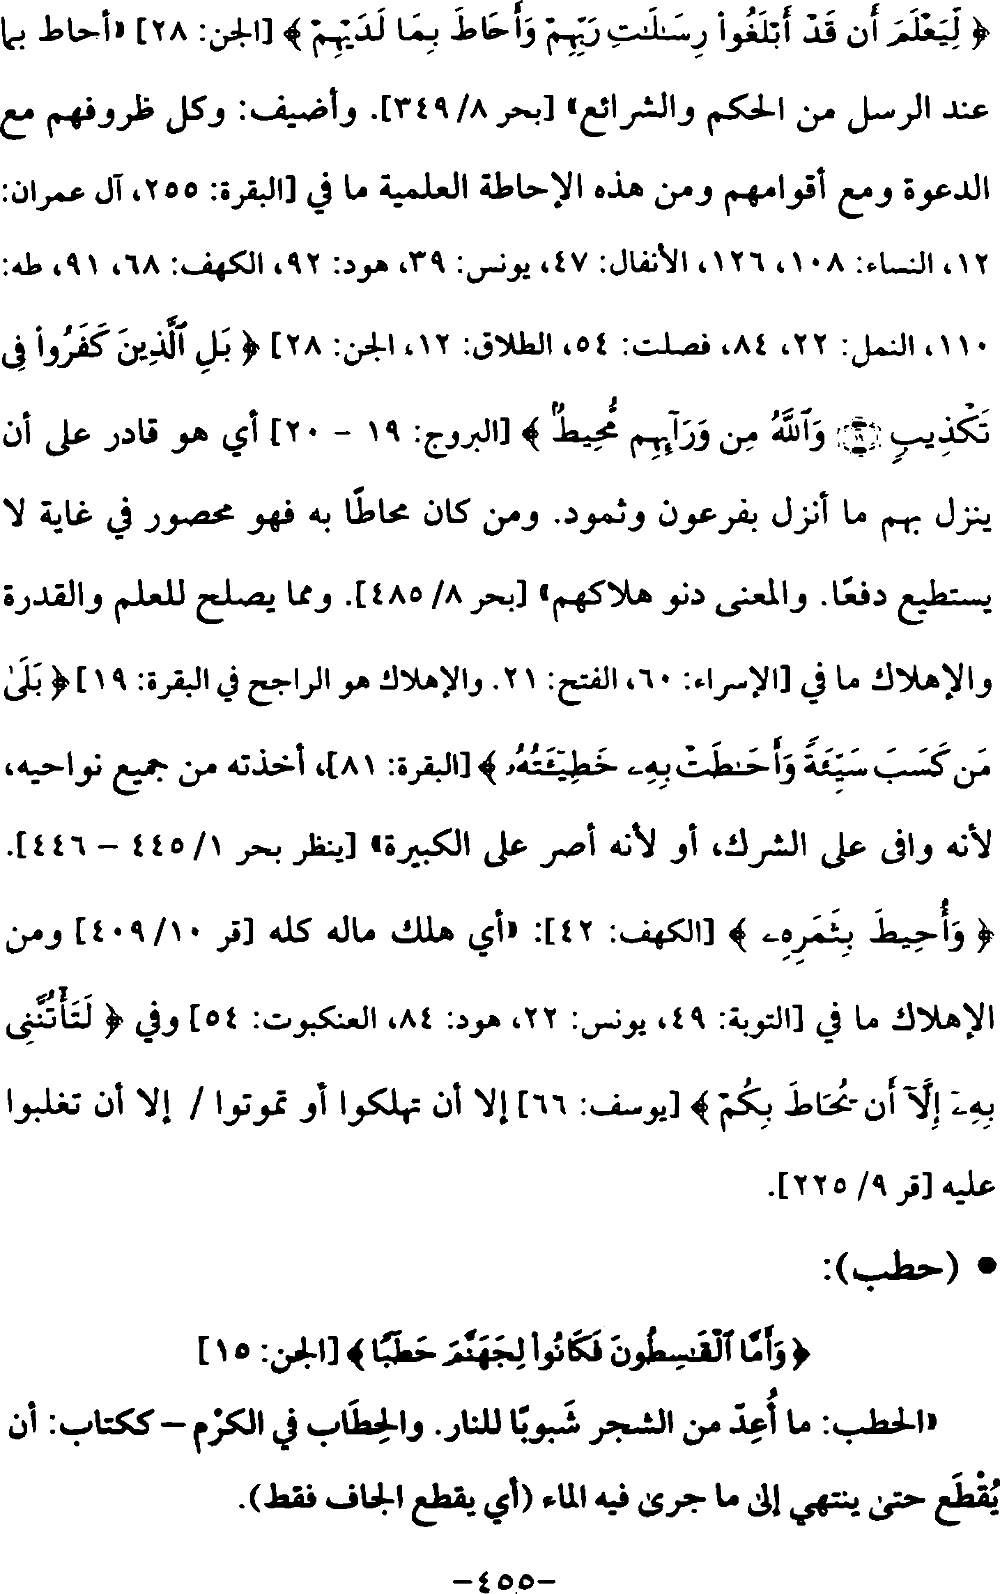 ﴿ لِّيَعْلَمَ أَن قَدْ أَبْلَغُوا۟ رِسَـٰلَـٰتِ رَبِّهِمْ وَأَحَاطَ بِمَا لَدَيْهِمْ ﴾ [الجن: ٢٨] «أحاط بما
عند الرسل من الحكم والشرائع» [بحر ٨/ ٣٤٩]. وأضيف: وكل ظروفهم مع
الدعوة ومع أقوامهم ومن هذه الإحاطة العلمية ما في [البقرة: ٢٥٥، آل عمران:
١٢، النساء: ١٠٨، ١٢٦، الأنفال: ٤٧، يونس: ٣٩، هود: ٩٢، الكهف: ٦٨، ٩١، طه:
١١٠، النمل: ٢٢، ٨٤، فصلت: ٥٤، الطلاق: ١٢، الجن: ٢٨] ﴿ بَلِ ٱلَّذِينَ كَفَرُوا۟ فِى
تَكْذِيبٍ وَٱللَّهُ مِن وَرَآئِهِم مُّحِيطٌۢ ﴾ [البروج: ١٩ – ٢٠] أي هو قادر على أن
ينزل بهم ما أنزل بفرعون وثمود. ومن كان محاطًا به فهو محصور في غاية لا
يستطيع دفعًا. والمعنى دنو هلاكهم» [بحر ٨/ ٤٨٥]. ومما يصلح للعلم والقدرة
والإهلاك ما في [الإسراء: ٦٠، الفتح: ٢١. والإهلاك هو الراجح في البقرة: ١٩] ﴿ بَلَىٰ
مَن كَسَبَ سَيِّئَةً وَأَحَـٰطَتْ بِهِۦ خَطِيٓـَٔتُهُۥ ﴾ [البقرة: ٨١]، أخذته من جميع نواحيه،
لأنه وافى على الشرك، أو لأنه أصر على الكبيرة» [ينظر بحر ١/ ٤٤٥ – ٤٤٦].
﴿ وَأُحِيطَ بِثَمَرِهِۦ ﴾ [الكهف: ٤٢]: «أي هلك ماله كله [قر ١٠/ ٤٠٩] ومن
الإهلاك ما في [التوبة: ٤٩، يونس: ٢٢، هود: ٨٤، العنكبوت: ٥٤] وفي ﴿ لَتَأْتُنَّنِى
بِهِۦٓ إِلَّآ أَن يُحَاطَ بِكُمْ ﴾ [يوسف: ٦٦] إلا أن تهلكوا أو تموتوا / إلا أن تغلبوا
عليه [قر ٩/ ٢٢٥].
• (حطب):
﴿ وَأَمَّا ٱلْقَـٰسِطُونَ فَكَانُوا۟ لِجَهَنَّمَ حَطَبًا ﴾ [الجن: ١٥]
«الحطب: ما أُعِدّ من الشجر شَبوبًا للنار. والحِطَاب في الكرْم – ككتاب: أن
يُقْطَع حتى ينتهي إلى ما جرى فيه الماء (أي يقطع الجاف فقط).
–٤٥٥–